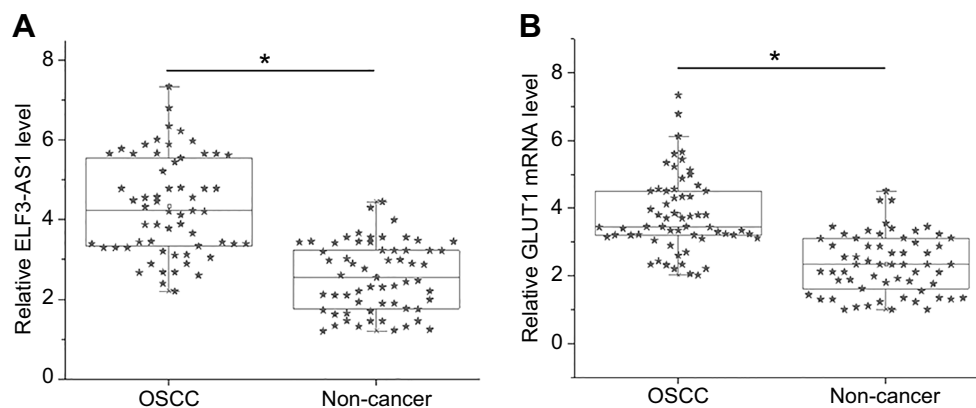 A
Relative ELF3-AS1 level
8
6
4
2
0
*
OSCC
Non-cancer
B
Relative GLUT1 mRNA level
8
6
4
2
0
*
OSCC
Non-cancer